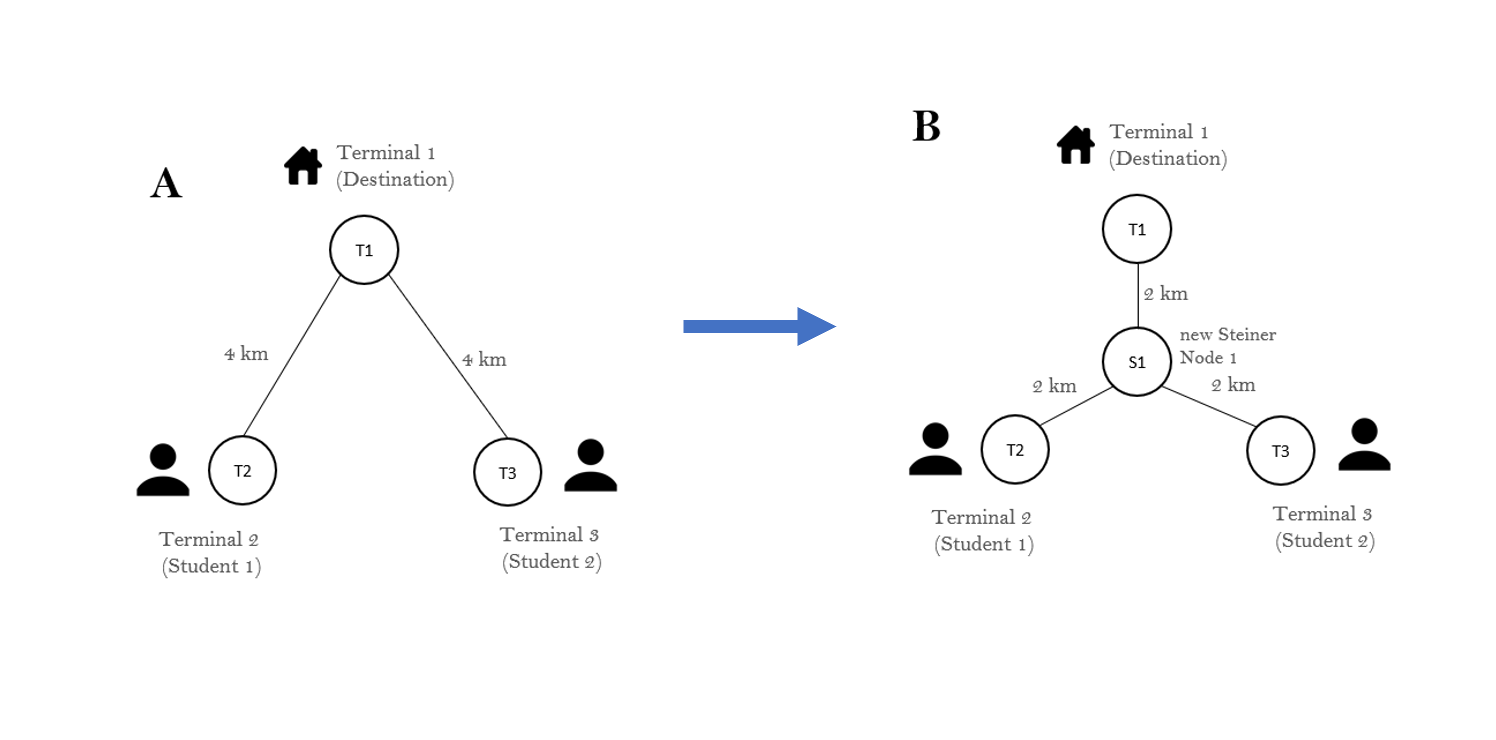 A
Terminal 1
(Destination)
T1
4 km
4 km
T2
T3
Terminal 2
(Student 1)
Terminal 3
(Student 2)
B
Terminal 1
(Destination)
T1
2 km
new Steiner
Node 1
S1
2 km
2 km
T2
T3
Terminal 2
(Student 1)
Terminal 3
(Student 2)